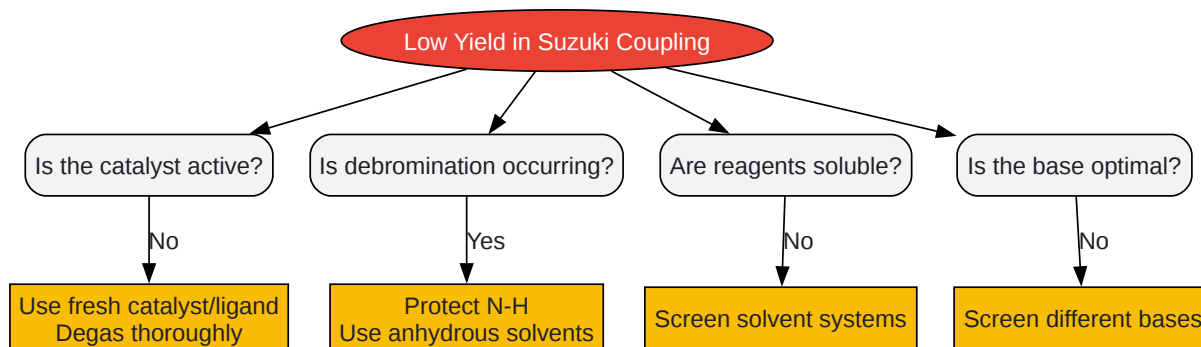 Low Yield in Suzuki Coupling
Is the catalyst active?
Is debromination occurring?
Are reagents soluble?
Is the base optimal?
No
Yes
No
No
Use fresh catalyst/ligand
Degas thoroughly
Protect N-H
Use anhydrous solvents
Screen solvent systems
Screen different bases